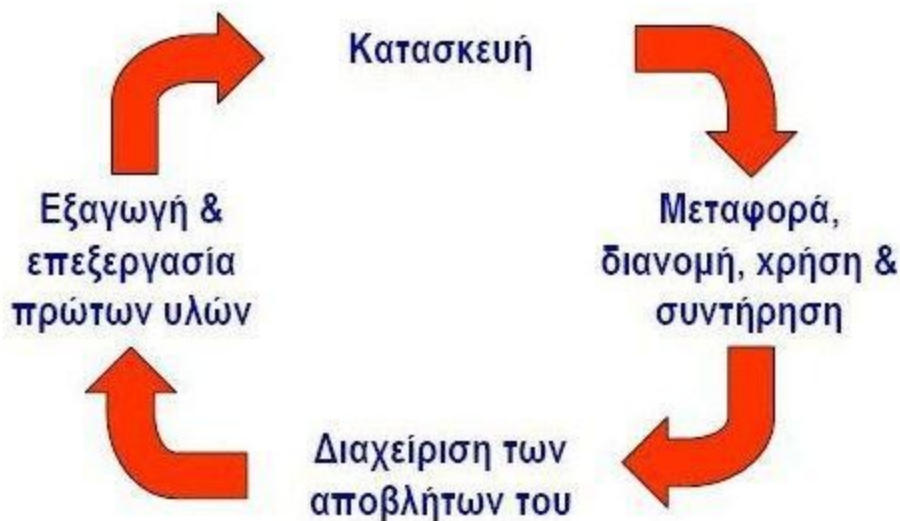 Κατασκευή
Μεταφορά,
διανομή, χρήση &
συντήρηση
Διαχείριση των
αποβλήτων του
Εξαγωγή &
επεξεργασία
πρώτων υλών